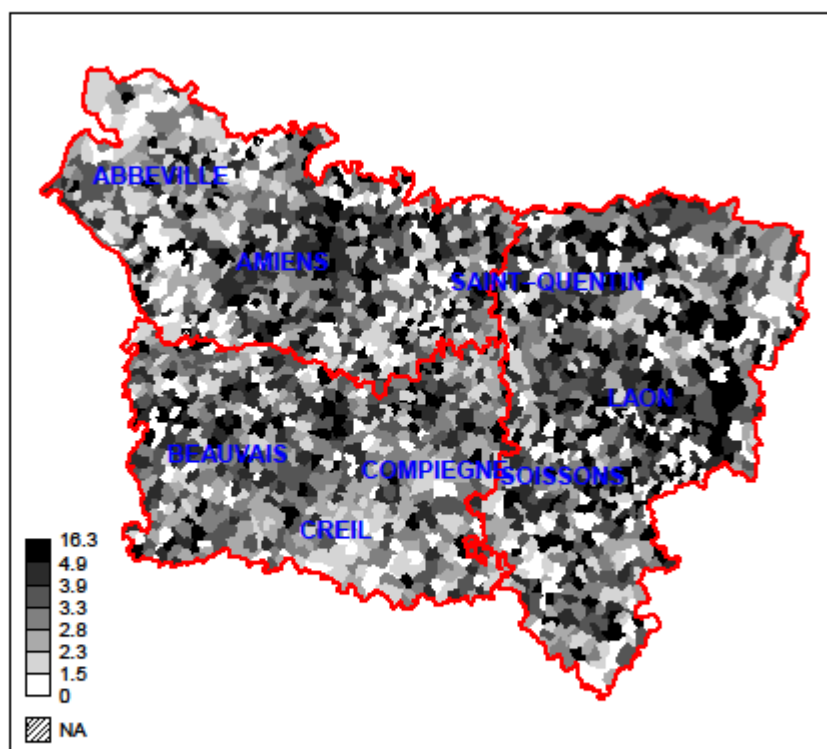 ABBEVILLE
AMIENS
SAINT-QUENTIN
LAON
BEAUVAIS
COMPIEGNE
SOISSONS
CREIL
16.3
4.9
3.9
3.3
2.8
2.3
1.5
0
NA